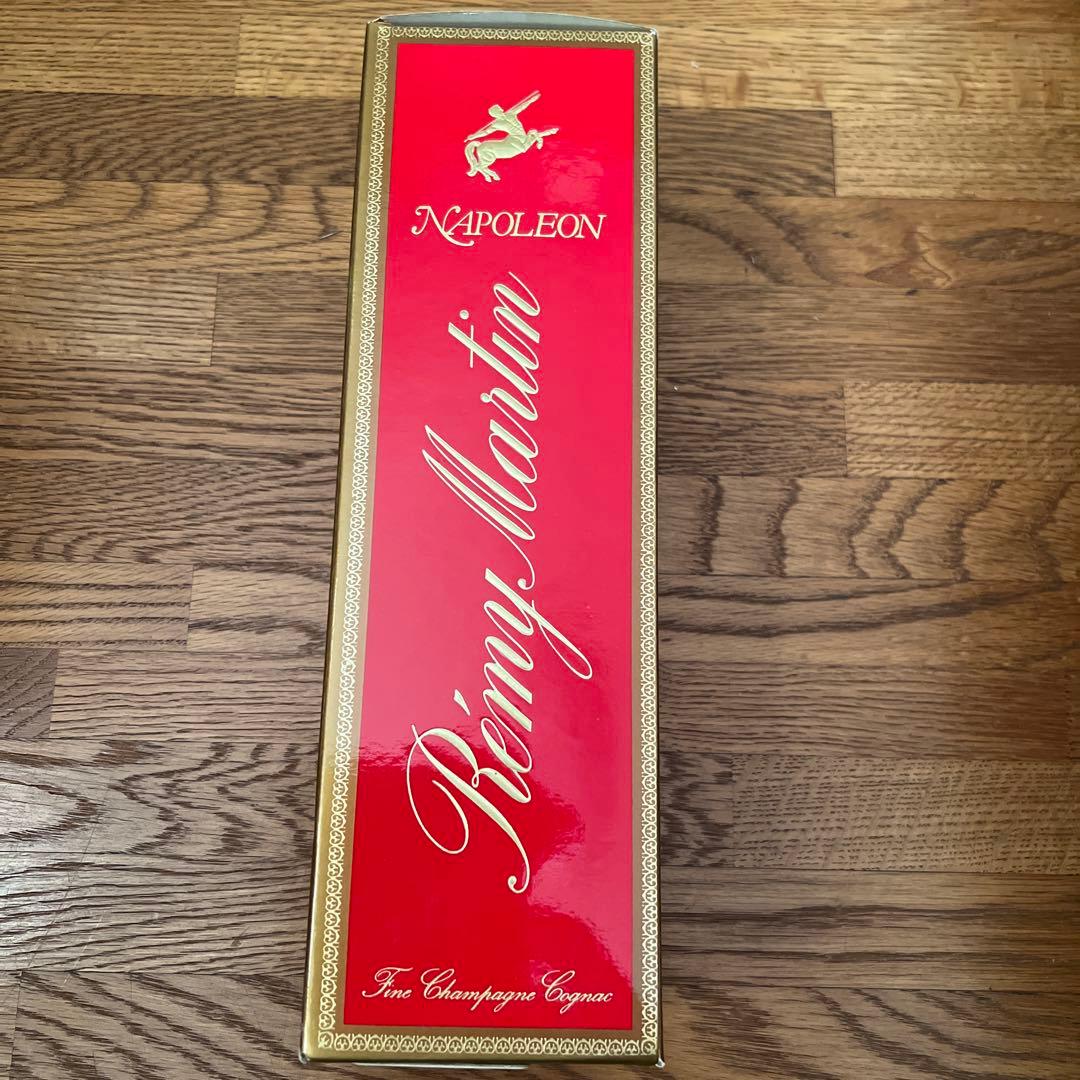 NAPOLEON
Rémy Martin
Fine Champagne Cognac